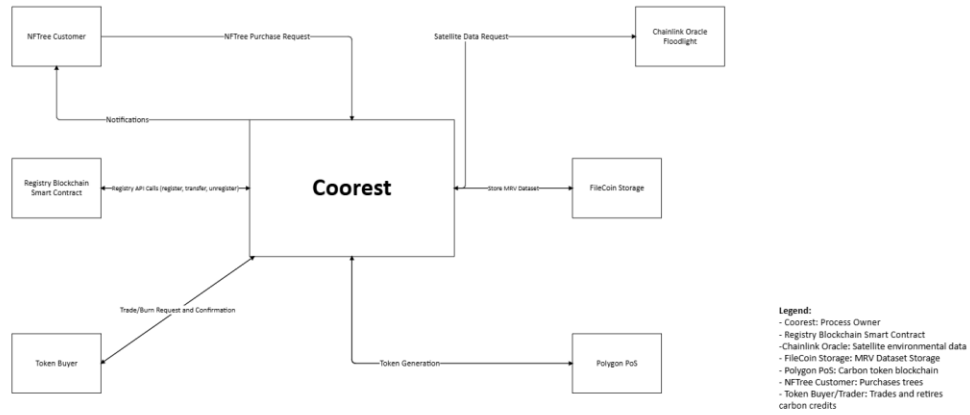 NFTree Customer
NFTree Purchase Request
Satellite Data Request
Chainlink Oracle
Floodlight
Notifications
Registry Blockchain
Smart Contract
Registry API Calls (register, transfer, unregister)
Coorest
Store MRV Dataset
FileCoin Storage
Trade/Burn Request and Confirmation
Token Buyer
Token Generation
Polygon PoS
Legend:
- Coorest: Process Owner
- Registry Blockchain Smart Contract
-Chainlink Oracle: Satellite environmental data
- FileCoin Storage: MRV Dataset Storage
- Polygon PoS: Carbon token blockchain
- NFTree Customer: Purchases trees
- Token Buyer/Trader: Trades and retires
carbon credits